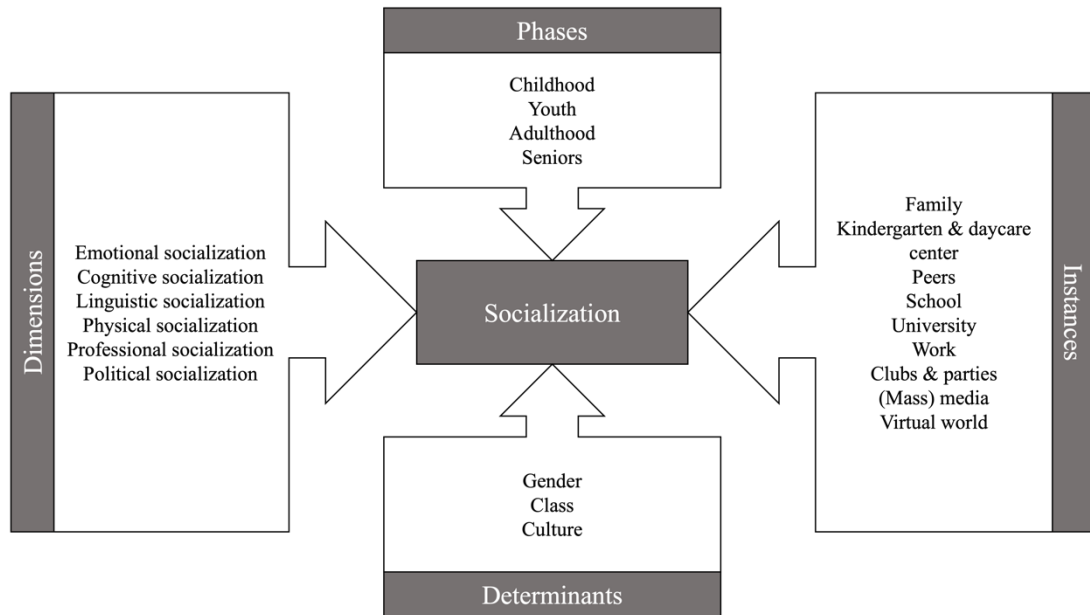 Phases
Childhood
Youth
Adulthood
Seniors
Dimensions
Emotional socialization
Cognitive socialization
Linguistic socialization
Physical socialization
Professional socialization
Political socialization
Socialization
Family
Kindergarten & daycare
center
Peers
School
University
Work
Clubs & parties
(Mass) media
Virtual world
Instances
Gender
Class
Culture
Determinants